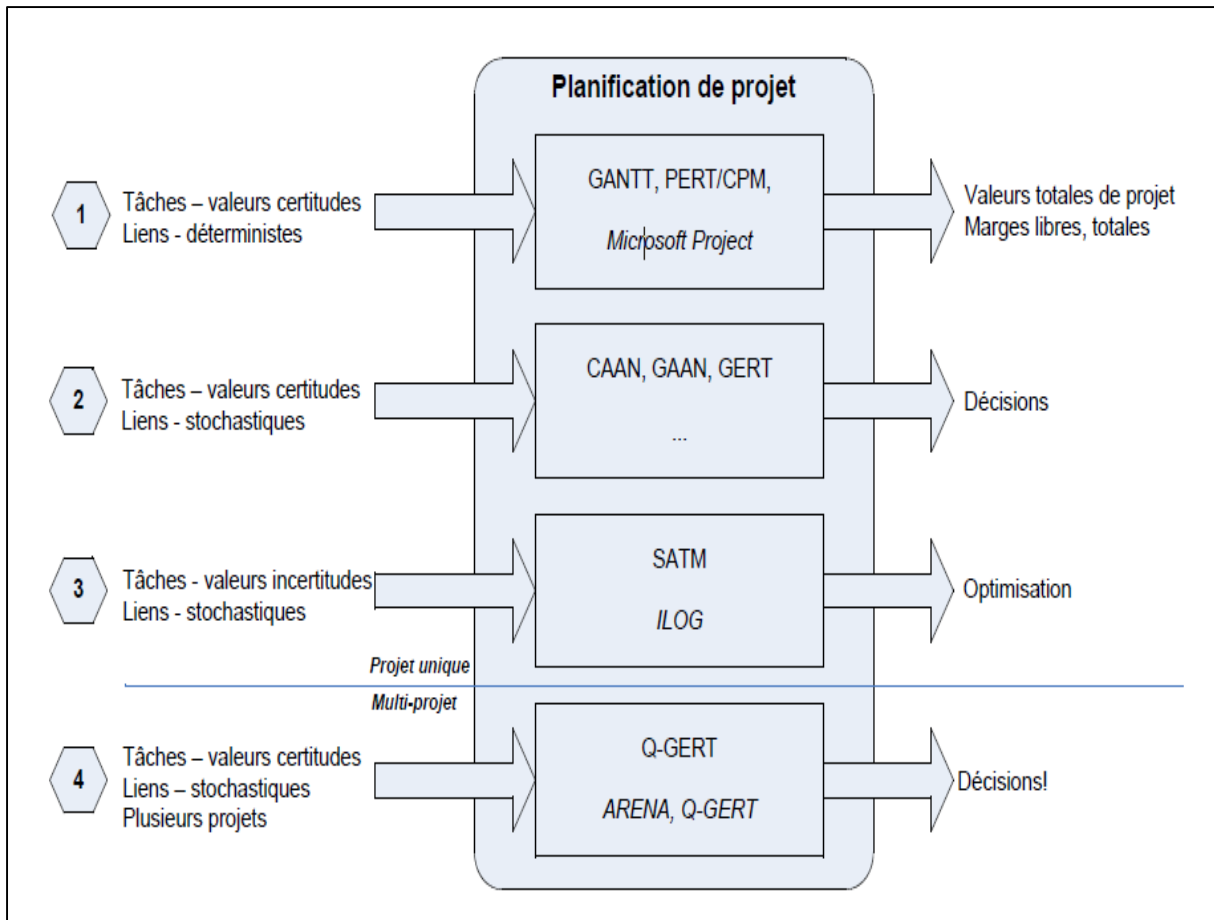 Planification de projet
1
Tâches – valeurs certitudes
Liens - déterministes
GANTT, PERT/CPM,
Microsoft Project
Valeurs totales de projet
Marges libres, totales
2
Tâches – valeurs certitudes
Liens - stochastiques
CAAN, GAAN, GERT
...
Décisions
3
Tâches - valeurs incertitudes
Liens - stochastiques
SATM
ILOG
Optimisation
Projet unique
Multi-projet
4
Tâches – valeurs certitudes
Liens – stochastiques
Plusieurs projets
Q-GERT
ARENA, Q-GERT
Décisions!